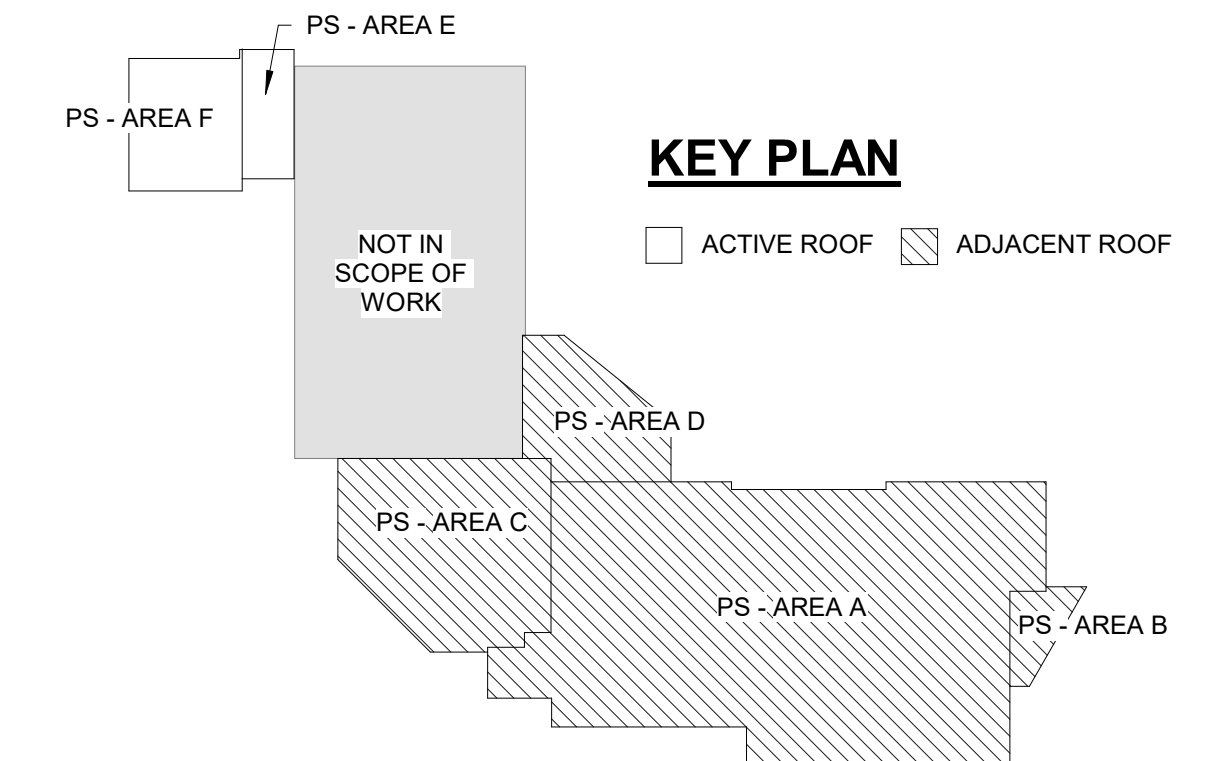 PS - AREA E
PS - AREA F
KEY PLAN
ACTIVE ROOF
ADJACENT ROOF
NOT IN
SCOPE OF
WORK
PS - AREA D
PS - AREA C
PS - AREA A
PS - AREA B